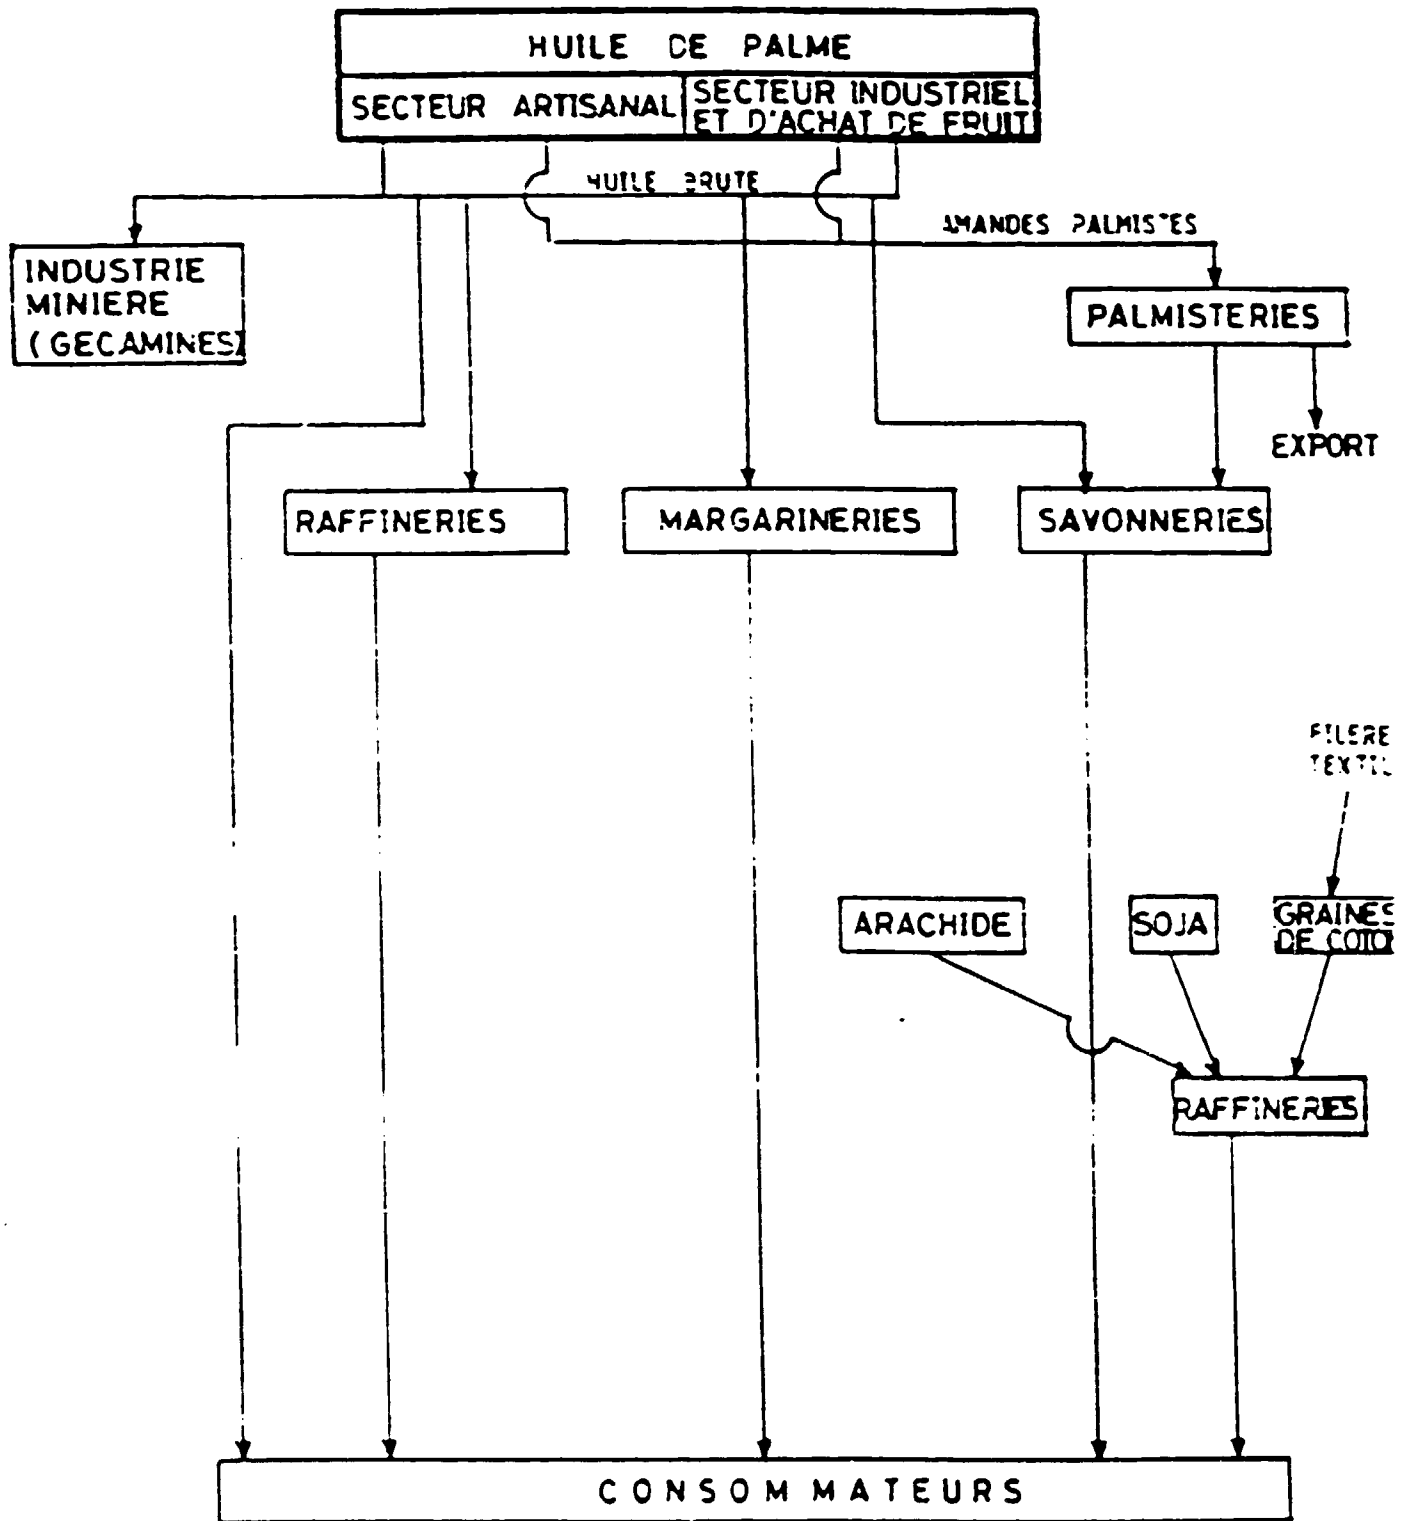 HUILE DE PALME
SECTEUR ARTISANAL
SECTEUR INDUSTRIEL
ET D'ACHAT DE FRUIT
HUILE BRUTE
AMANDES PALMISTES
INDUSTRIE
MINIERE
(GECAMINES)
PALMISTERIES
EXPORT
RAFFINERIES
MARGARINERIES
SAVONNERIES
FILERE
TEXTIL
ARACHIDE
SOJA
GRAINES
DE COTON
RAFFINERIES
CONSOMMATEURS